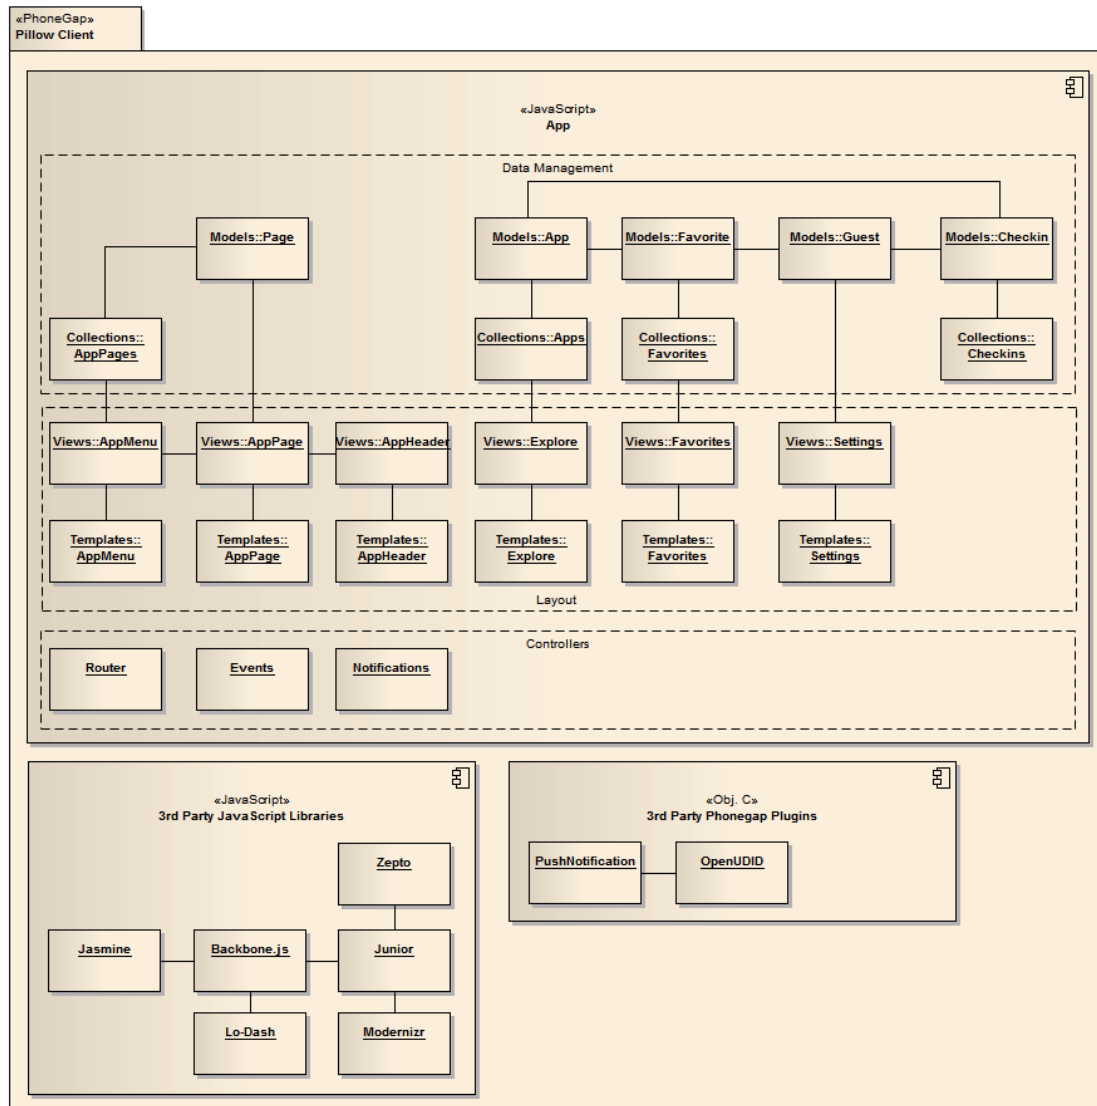 «PhoneGap»
Pillow Client
«JavaScript»
App
Data Management
Models::Page
Models::App
Models::Favorite
Models::Guest
Models::Checkin
Collections::
AppPages
Collections::Apps
Collections::
Favorites
Collections::
Checkins
Views::AppMenu
Views::AppPage
Views::AppHeader
Views::Explore
Views::Favorites
Views::Settings
Templates::
AppMenu
Templates::
AppPage
Templates::
AppHeader
Templates::
Explore
Templates::
Favorites
Templates::
Settings
Layout
Controllers
Router
Events
Notifications
«JavaScript»
3rd Party JavaScript Libraries
Zepto
Jasmine
Backbone.js
Junior
Lo-Dash
Modernizr
«Obj. C»
3rd Party Phonegap Plugins
PushNotification
OpenUDID